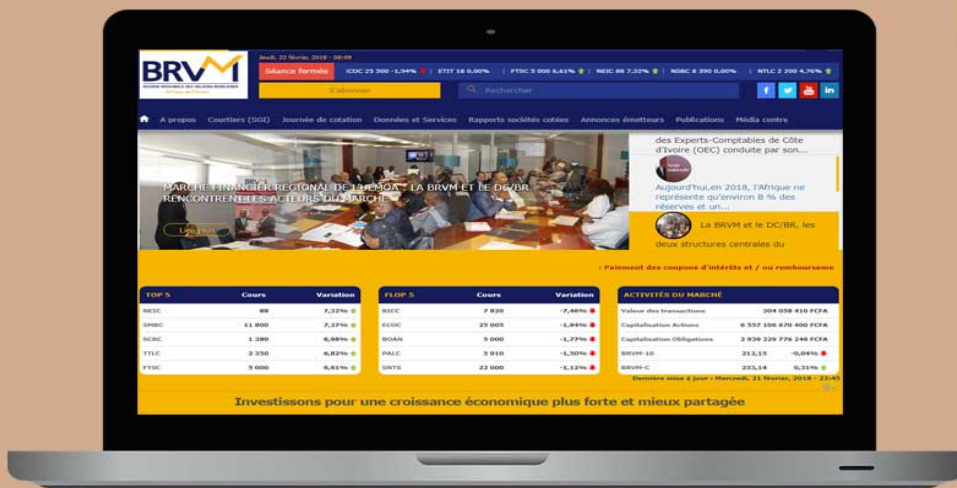 BRVM
BOURSE REGIONALE DES VALEURS MOBILIERES
Afrique de l'Ouest
Jeudi, 22 février, 2018 - 08:09
Séance fermée
25 500 -1,94% | ETIT 18 0,00% | FTSC 5 000 6,61% | NEIC 88 7,32% | NSBC 8 390 0,00% | NTLC 2 200 4,76%
S'abonner
Rechercher
A propos Courtiers (SGI) Journée de cotation Données et Services Rapports sociétés cotées Annonces émetteurs Publications Média centre
des Experts-Comptables de Côte
d'Ivoire (OEC) conduite par son...
Aujourd'hui,en 2018, l'Afrique ne
représente qu'environ 8 % des
réserves et un...
La BRVM et le DC/BR, les
deux structures centrales du
MARCHE FINANCIER REGIONAL DE L'UEMOA : LA BRVM ET LE DC/BR
RENCONTRENT LES ACTEURS DU MARCHE
Lire plus
: Paiement des coupons d'intérêts et / ou rembourseme
TOP 5 Cours Variation
NEIC 88 7,32%
SMBC 11 800 7,27%
SCRC 1 380 6,98%
TTLC 2 350 6,82%
FTSC 5 000 6,61%
FLOP 5 Cours Variation
BICC 7 820 -7,46%
ECOC 25 005 -1,94%
BOAN 5 000 -1,77%
PALC 5 910 -1,50%
SNTS 22 000 -1,12%
ACTIVITÉS DU MARCHÉ
Valeur des transactions 304 058 410 FCFA
Capitalisation Actions 6 557 106 670 400 FCFA
Capitalisation Obligations 2 939 229 776 246 FCFA
BRVM-10 212,15 -0,04%
BRVM-C 233,14 0,31%
Dernière mise à jour : Mercredi, 21 février, 2018 - 22:45
Investissons pour une croissance économique plus forte et mieux partagée